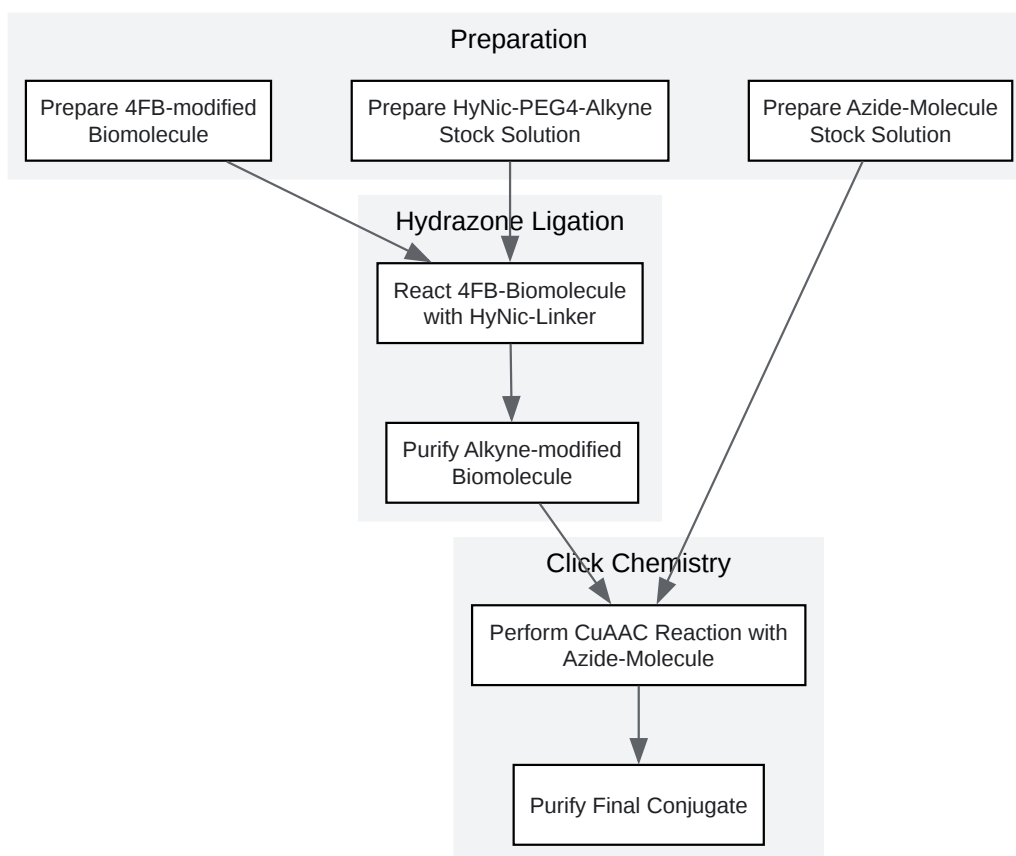 Preparation
Prepare 4FB-modified
Biomolecule
Prepare HyNic-PEG4-Alkyne
Stock Solution
Prepare Azide-Molecule
Stock Solution
Hydrazone Ligation
React 4FB-Biomolecule
with HyNic-Linker
Purify Alkyne-modified
Biomolecule
Click Chemistry
Perform CuAAC Reaction with
Azide-Molecule
Purify Final Conjugate